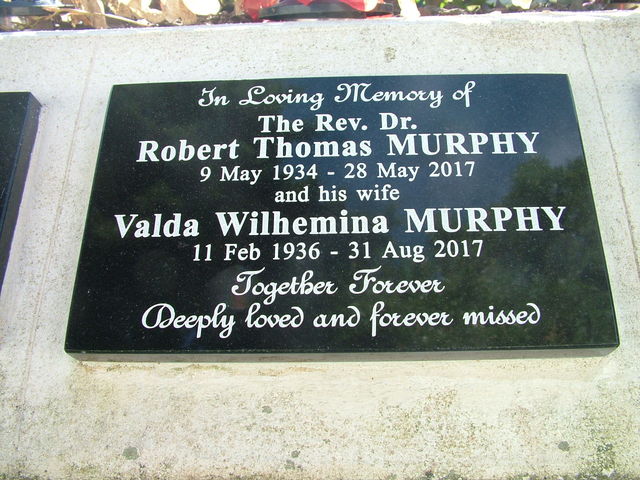 In Loving Memory of
The Rev. Dr.
Robert Thomas MURPHY
9 May 1934 - 28 May 2017
and his wife
Valda Wilhemina MURPHY
11 Feb 1936 - 31 Aug 2017
Together Forever
Deeply loved and forever missed